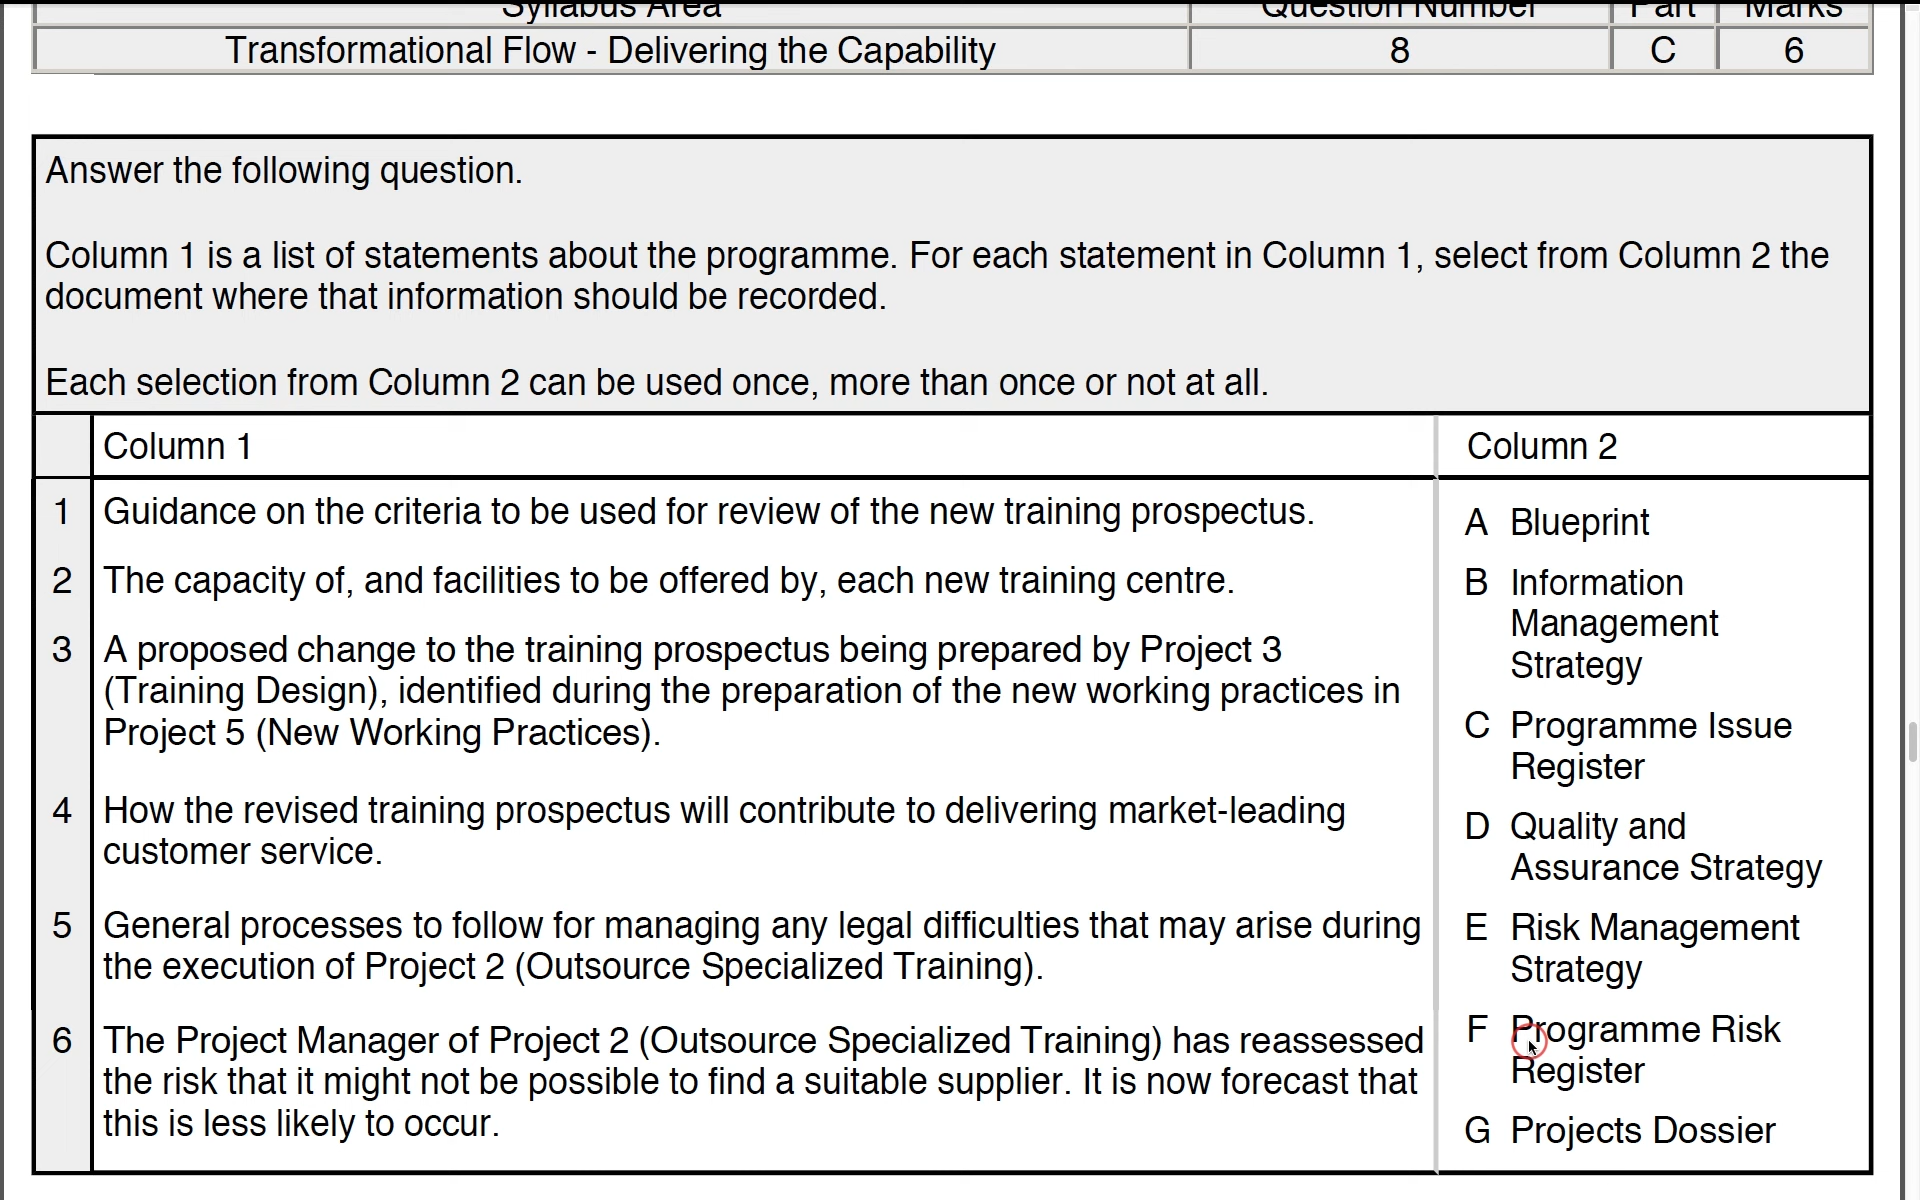 Syllabus Area Question Number Part Marks
Transformational Flow - Delivering the Capability 8 C 6
Answer the following question.
Column 1 is a list of statements about the programme. For each statement in Column 1, select from Column 2 the
document where that information should be recorded.
Each selection from Column 2 can be used once, more than once or not at all.
Column 1
1 Guidance on the criteria to be used for review of the new training prospectus.
2 The capacity of, and facilities to be offered by, each new training centre.
3 A proposed change to the training prospectus being prepared by Project 3
(Training Design), identified during the preparation of the new working practices in
Project 5 (New Working Practices).
4 How the revised training prospectus will contribute to delivering market-leading
customer service.
5 General processes to follow for managing any legal difficulties that may arise during
the execution of Project 2 (Outsource Specialized Training).
6 The Project Manager of Project 2 (Outsource Specialized Training) has reassessed
the risk that it might not be possible to find a suitable supplier. It is now forecast that
this is less likely to occur.
Column 2
A Blueprint
B Information
Management
Strategy
C Programme Issue
Register
D Quality and
Assurance Strategy
E Risk Management
Strategy
F Programme Risk
Register
G Projects Dossier